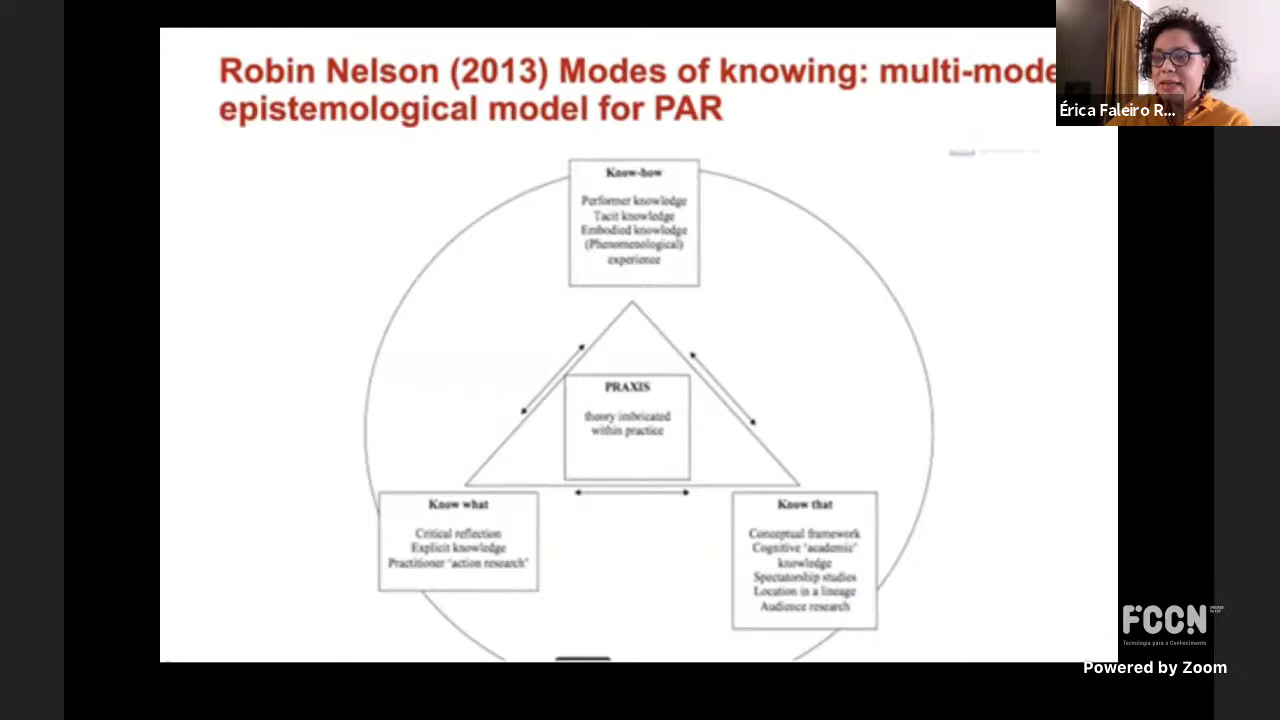 Robin Nelson (2013) Modes of knowing: multi-mode
epistemological model for PAR
Érica Faleiro R...
Know-how
Performer knowledge
Tacit knowledge
Embodied knowledge
(Phenomenological)
experience
PRAXIS
theory imbricated
within practice
Know what
Critical reflection
Explicit knowledge
Practitioner ‘action research’
Know that
Conceptual framework
Cognitive ‘academic’
knowledge
Spectatorship studies
Location in a lineage
Audience research
FCCN
Tecnologia para o Conhecimento
Powered by Zoom